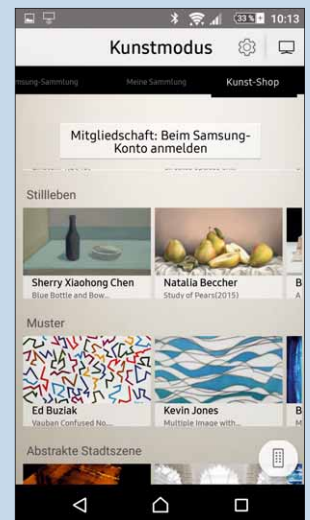 33% 10:13
Kunstmodus
msung-Sammlung Meine Sammlung Kunst-Shop
Mitgliedschaft: Beim Samsung-
Konto anmelden
Stillleben
Sherry Xiaohong Chen Natalia Beccher B
Blue Bottle and Bow... Study of Pears(2015) A
Muster
Ed Buziak Kevin Jones B
Vauban Confused No.... Multiple Image with... M
Abstrakte Stadtszene